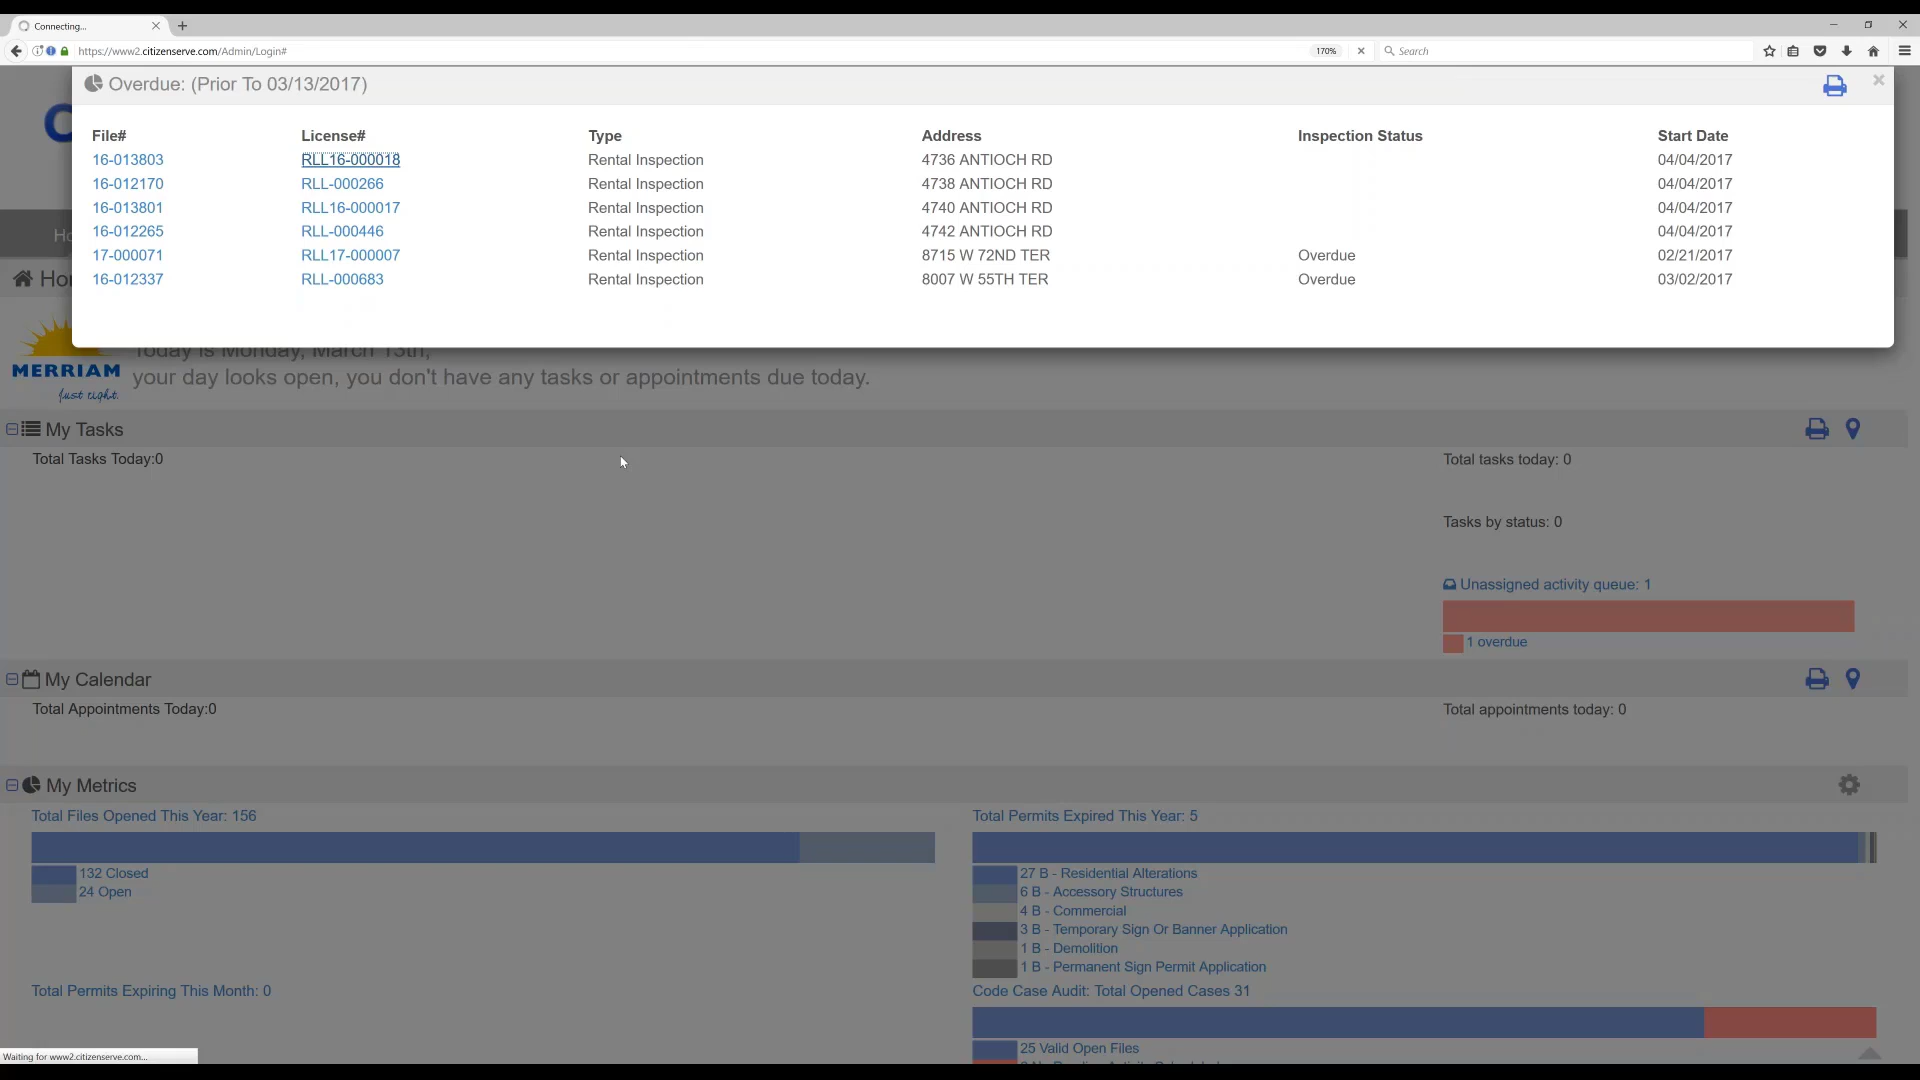 Connecting...
https://www2.citizenserve.com/Admin/Login#
170%
Search
Overdue: (Prior To 03/13/2017)
File# License# Type Address Inspection Status Start Date
16-013803 RLL16-000018 Rental Inspection 4736 ANTIOCH RD 04/04/2017
16-012170 RLL-000266 Rental Inspection 4738 ANTIOCH RD 04/04/2017
16-013801 RLL16-000017 Rental Inspection 4740 ANTIOCH RD 04/04/2017
16-012265 RLL-000446 Rental Inspection 4742 ANTIOCH RD 04/04/2017
17-000071 RLL17-000007 Rental Inspection 8715 W 72ND TER Overdue 02/21/2017
16-012337 RLL-000683 Rental Inspection 8007 W 55TH TER Overdue 03/02/2017
C
Ho
Hor
Today is Monday, March 13th,
your day looks open, you don't have any tasks or appointments due today.
MERRIAM
just right.
My Tasks
Total Tasks Today:0
Total tasks today: 0
Tasks by status: 0
Unassigned activity queue: 1
1 overdue
My Calendar
Total Appointments Today:0
Total appointments today: 0
My Metrics
Total Files Opened This Year: 156
132 Closed
24 Open
Total Permits Expired This Year: 5
27 B - Residential Alterations
6 B - Accessory Structures
4 B - Commercial
3 B - Temporary Sign Or Banner Application
1 B - Demolition
1 B - Permanent Sign Permit Application
Total Permits Expiring This Month: 0
Code Case Audit: Total Opened Cases 31
25 Valid Open Files
Waiting for www2.citizenserve.com...